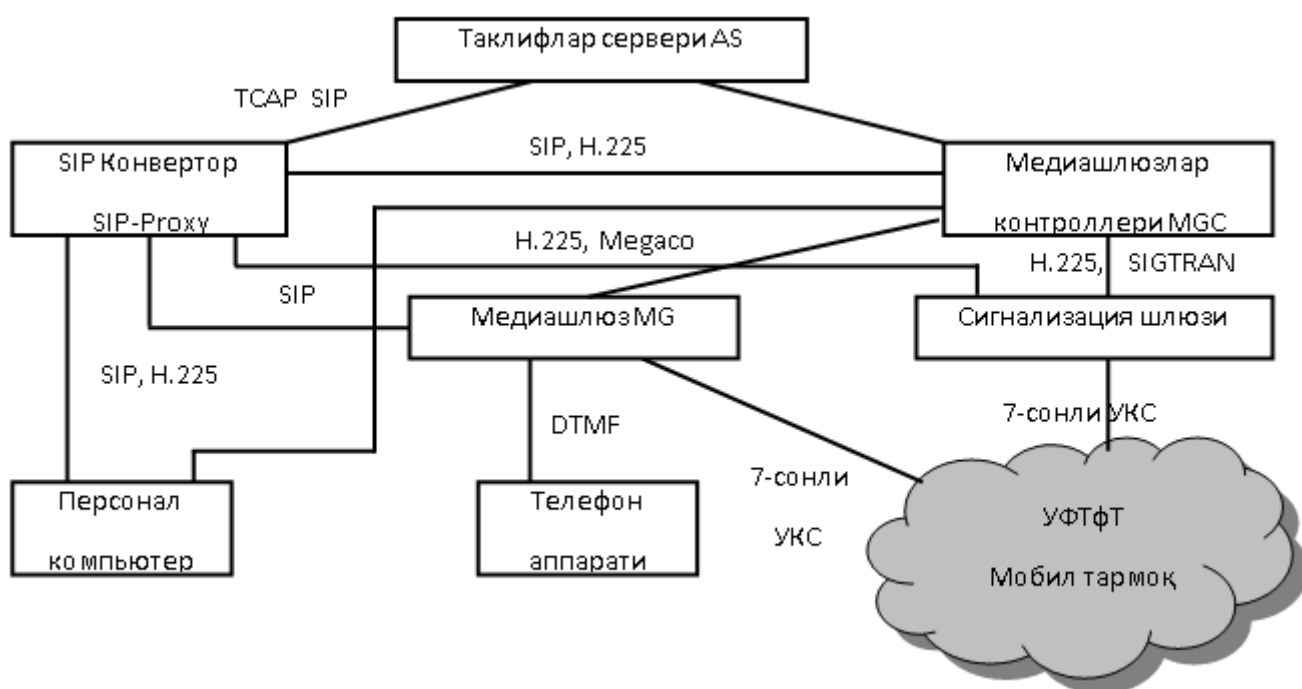 Таклифлар сервери AS
TCAP SIP
SIP, H.225
SIP Конвертор
SIP-Proxy
Медиашлюзлар
контроллери MGC
H.225, Megaco
H.225, SIGTRAN
SIP
Медиашлюз MG
Сигнализация шлюзи
SIP, H.225
DTMF
7-сонли УКС
7-сонли
УКС
Персонал
компьютер
Телефон
аппарати
УФТфТ
Мобил тармоқ